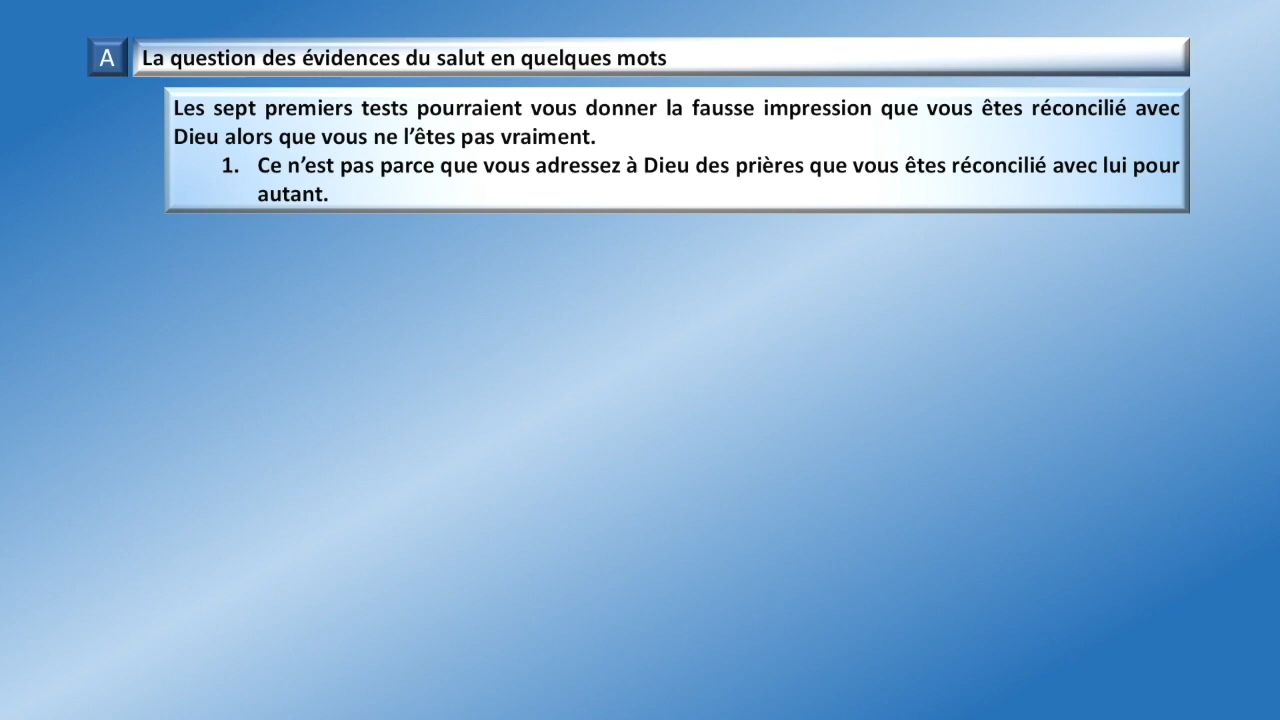 A La question des évidences du salut en quelques mots
Les sept premiers tests pourraient vous donner la fausse impression que vous êtes réconcilié avec
Dieu alors que vous ne l’êtes pas vraiment.
1. Ce n’est pas parce que vous adressez à Dieu des prières que vous êtes réconcilié avec lui pour
autant.